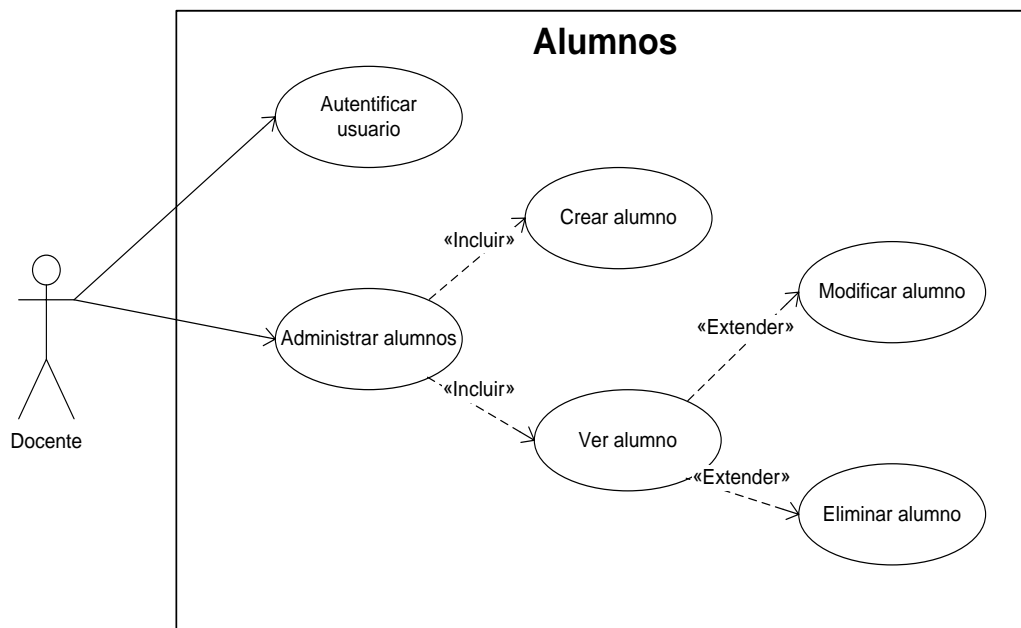 Alumnos
Autentificar
usuario
Crear alumno
«Incluir»
Modificar alumno
«Extender»
Administrar alumnos
«Incluir»
Ver alumno
Docente
«Extender»
Eliminar alumno